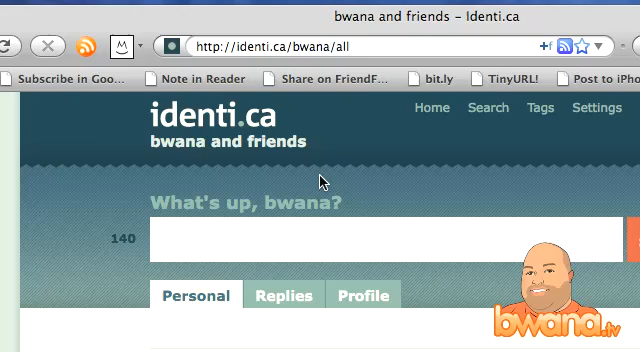 bwana and friends – Identi.ca
http://identi.ca/bwana/all
Subscribe in Goo... Note in Reader Share on FriendF... bit.ly TinyURL! Post to iPho
identi.ca
Home Search Tags Settings
bwana and friends
What's up, bwana?
140
Personal Replies Profile
bwana.tv